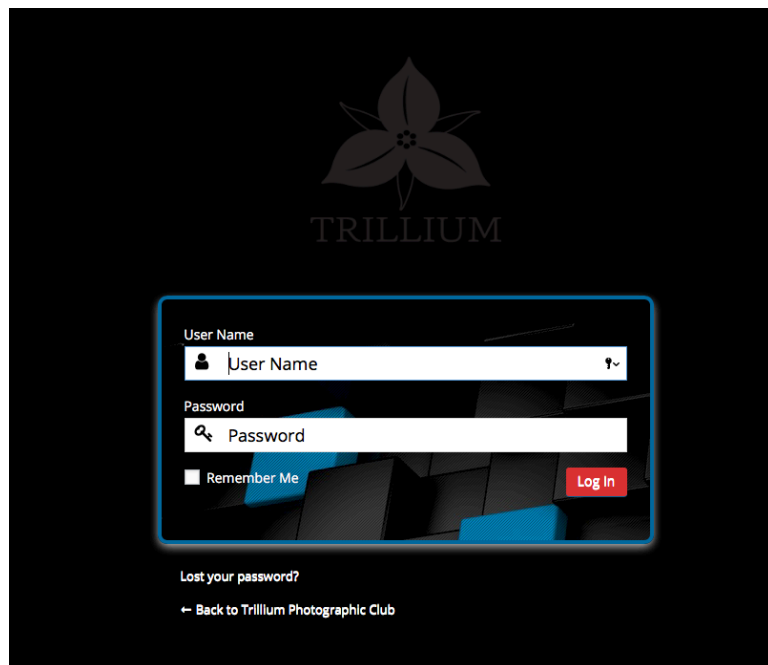 TRILLIUM
User Name
User Name
Password
Password
Remember Me
Log In
Lost your password?
← Back to Trillium Photographic Club